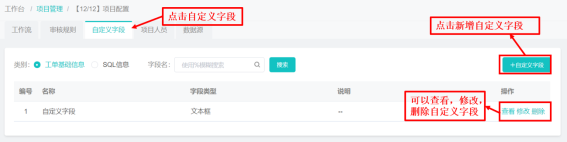 工作台 / 项目管理 / 【12/12】项目配置
点击自定义字段
工作流 审核规则 自定义字段 项目人员 数据源
点击新增自定义字段
类别: 工单基础信息 SQL信息 字段名: 按组织模糊搜索 搜索 +自定义字段
编号 名称 字段类型 说明 操作
可以查看，修改，
删除自定义字段
1 自定义字段 文本框 -- 查看 修改 删除